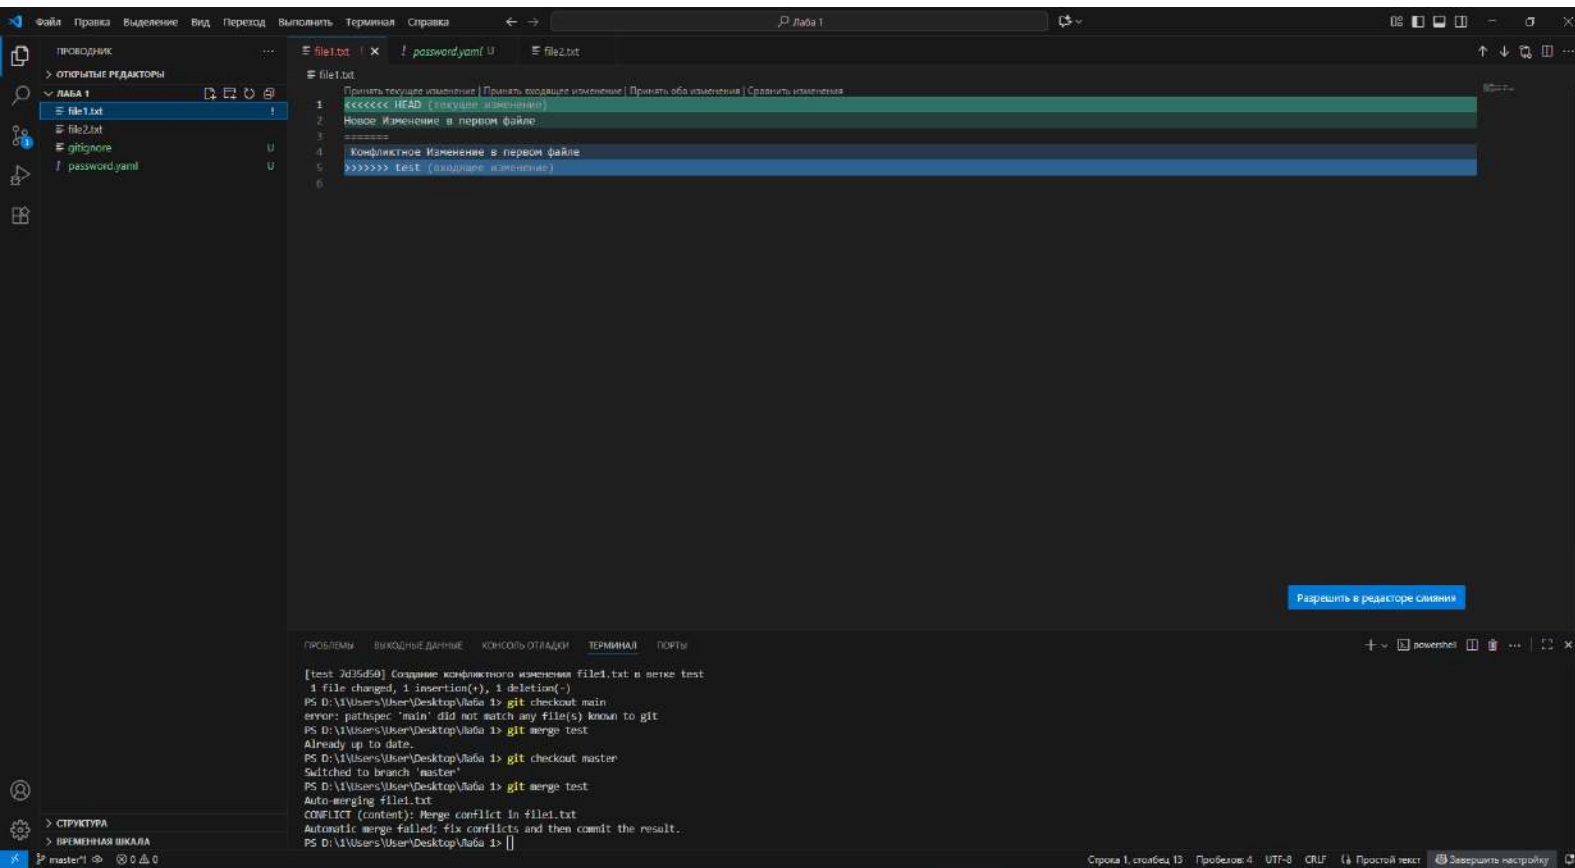 Файл Правка Выделение Вид Переход Выполнить Терминал Справка
Лаба 1
ПРОВОДНИК
ОТКРЫТЫЕ РЕДАКТОРЫ
ЛАБА 1
file1.txt !
file2.txt
gitignore U
password.yaml U
file1.txt ! password.yaml U file2.txt
file1.txt
Принять текущее изменение | Принять входящее изменение | Принять оба изменения | Сравнить изменения
1 <<<<<<< HEAD (текущее изменение)
2 Новое Изменение в первом файле
3 =======
4 Конфликтное Изменение в первом файле
5 >>>>>>> test (входящее изменение)
6
Разрешить в редакторе слияния
ПРОБЛЕМЫ ВЫХОДНЫЕ ДАННЫЕ КОНСОЛЬ ОТЛАДКИ ТЕРМИНАЛ ПОРТЫ
powershell
[test 7d35d50] Создание конфликтного изменения file1.txt в ветке test
1 file changed, 1 insertion(+), 1 deletion(-)
PS D:\1\Users\User\Desktop\Лаба 1> git checkout main
error: pathspec 'main' did not match any file(s) known to git
PS D:\1\Users\User\Desktop\Лаба 1> git merge test
Already up to date.
PS D:\1\Users\User\Desktop\Лаба 1> git checkout master
Switched to branch 'master'
PS D:\1\Users\User\Desktop\Лаба 1> git merge test
Auto-merging file1.txt
CONFLICT (content): Merge conflict in file1.txt
Automatic merge failed; fix conflicts and then commit the result.
PS D:\1\Users\User\Desktop\Лаба 1>
СТРУКТУРА
ВРЕМЕННАЯ ШКАЛА
master*! 0 0
Строка 1, столбец 13 Пробелов: 4 UTF-8 CRLF Простой текст Завершить настройку